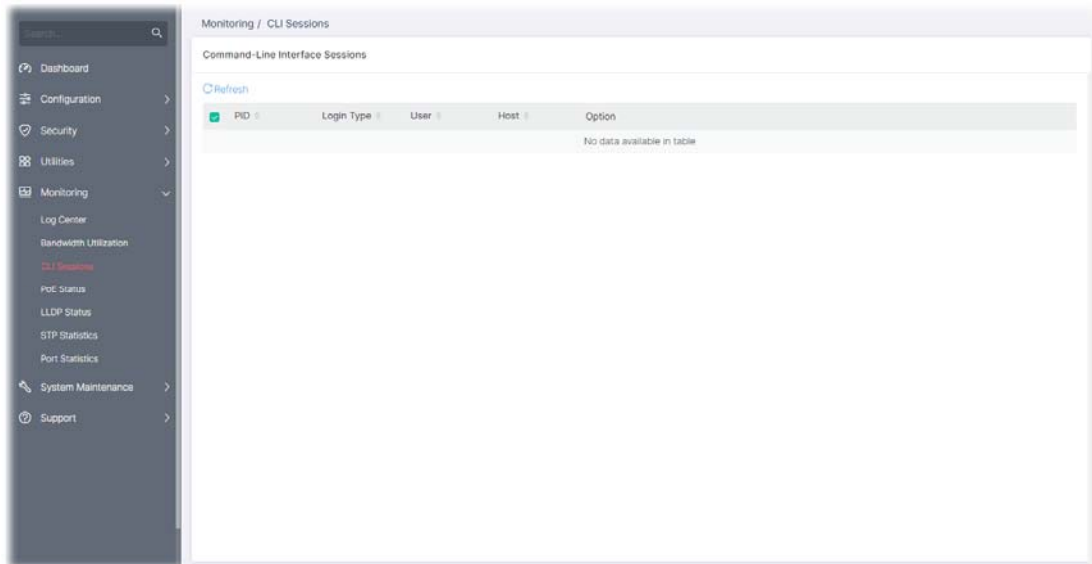 Search...
Dashboard
Configuration
Security
Utilities
Monitoring
Log Center
Bandwidth Utilization
CLI Sessions
PoE Status
LLDP Status
STP Statistics
Port Statistics
System Maintenance
Support
Monitoring / CLI Sessions
Command-Line Interface Sessions
Refresh
PID Login Type User Host Option
No data available in table